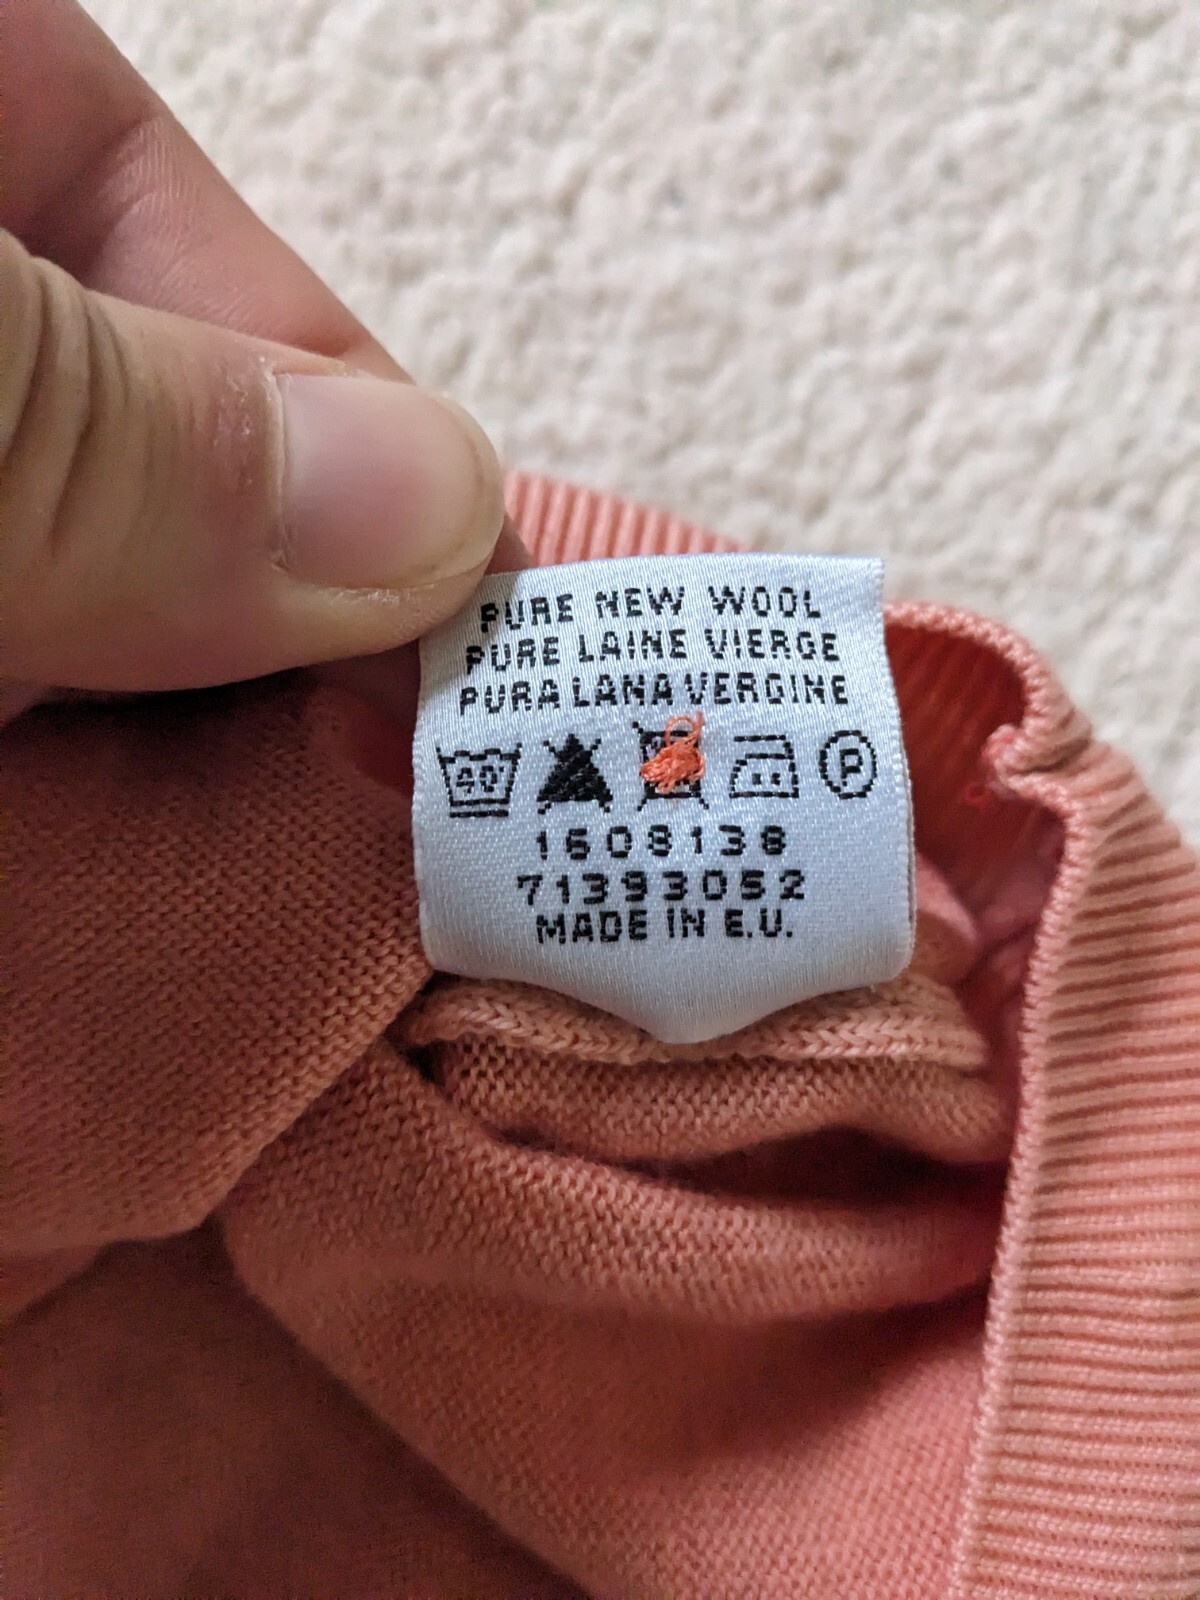 PURE NEW WOOL
PURE LAINE VIERGE
PURA LANA VERGINE
40° P
1608138
71393052
MADE IN E.U.